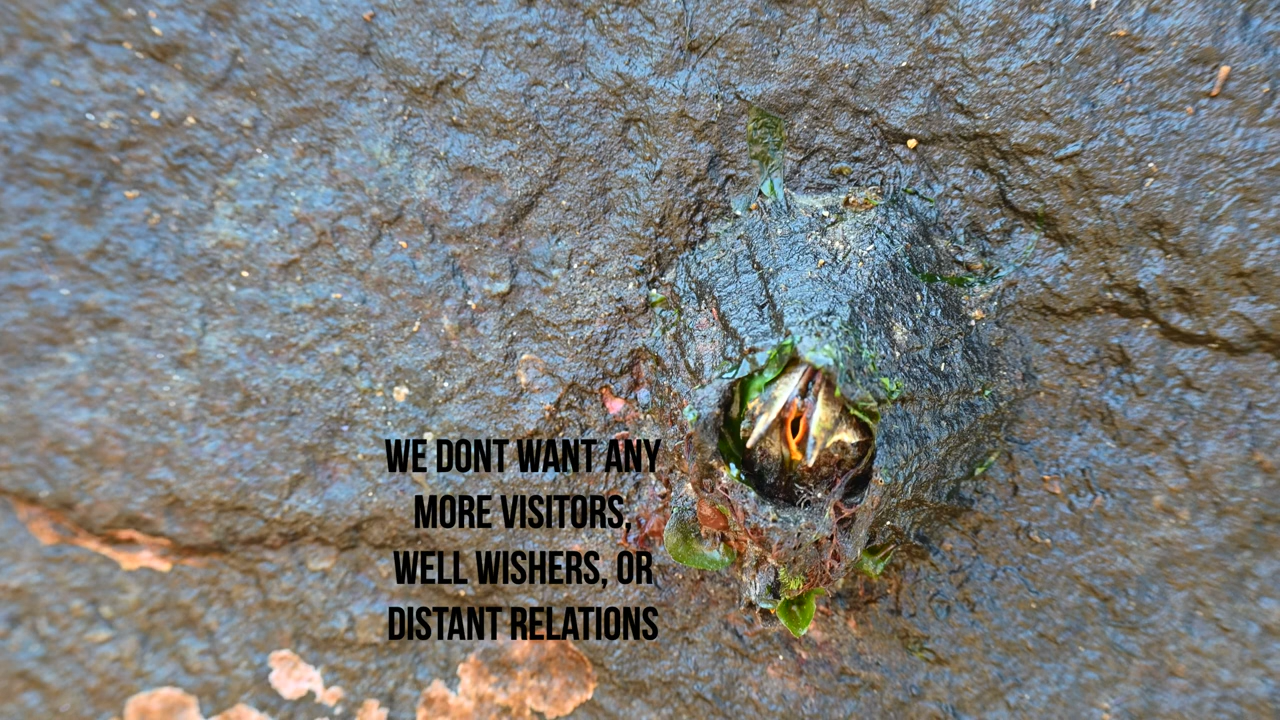 WE DONT WANT ANY
MORE VISITORS,
WELL WISHERS, OR
DISTANT RELATIONS